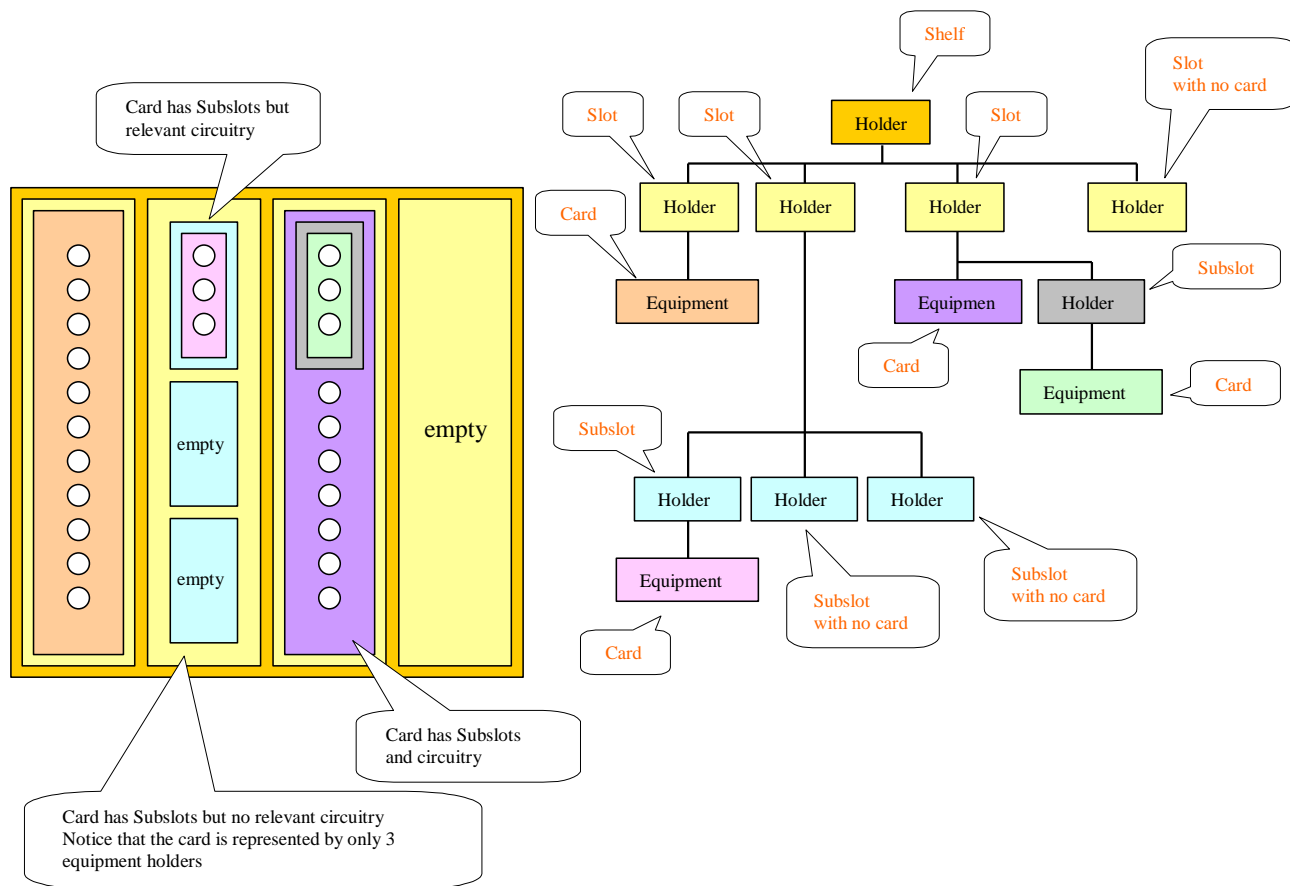 Shelf
Slot
with no card
Card has Subslots but
relevant circuitry
Slot
Slot
Slot
Holder
Holder
Holder
Holder
Holder
Card
Subslot
Equipment
Equipmen
Holder
Card
Equipment
Card
empty
empty
empty
Subslot
Holder
Holder
Holder
Equipment
Subslot
with no card
Subslot
with no card
Card
Card has Subslots
and circuitry
Card has Subslots but no relevant circuitry
Notice that the card is represented by only 3
equipment holders